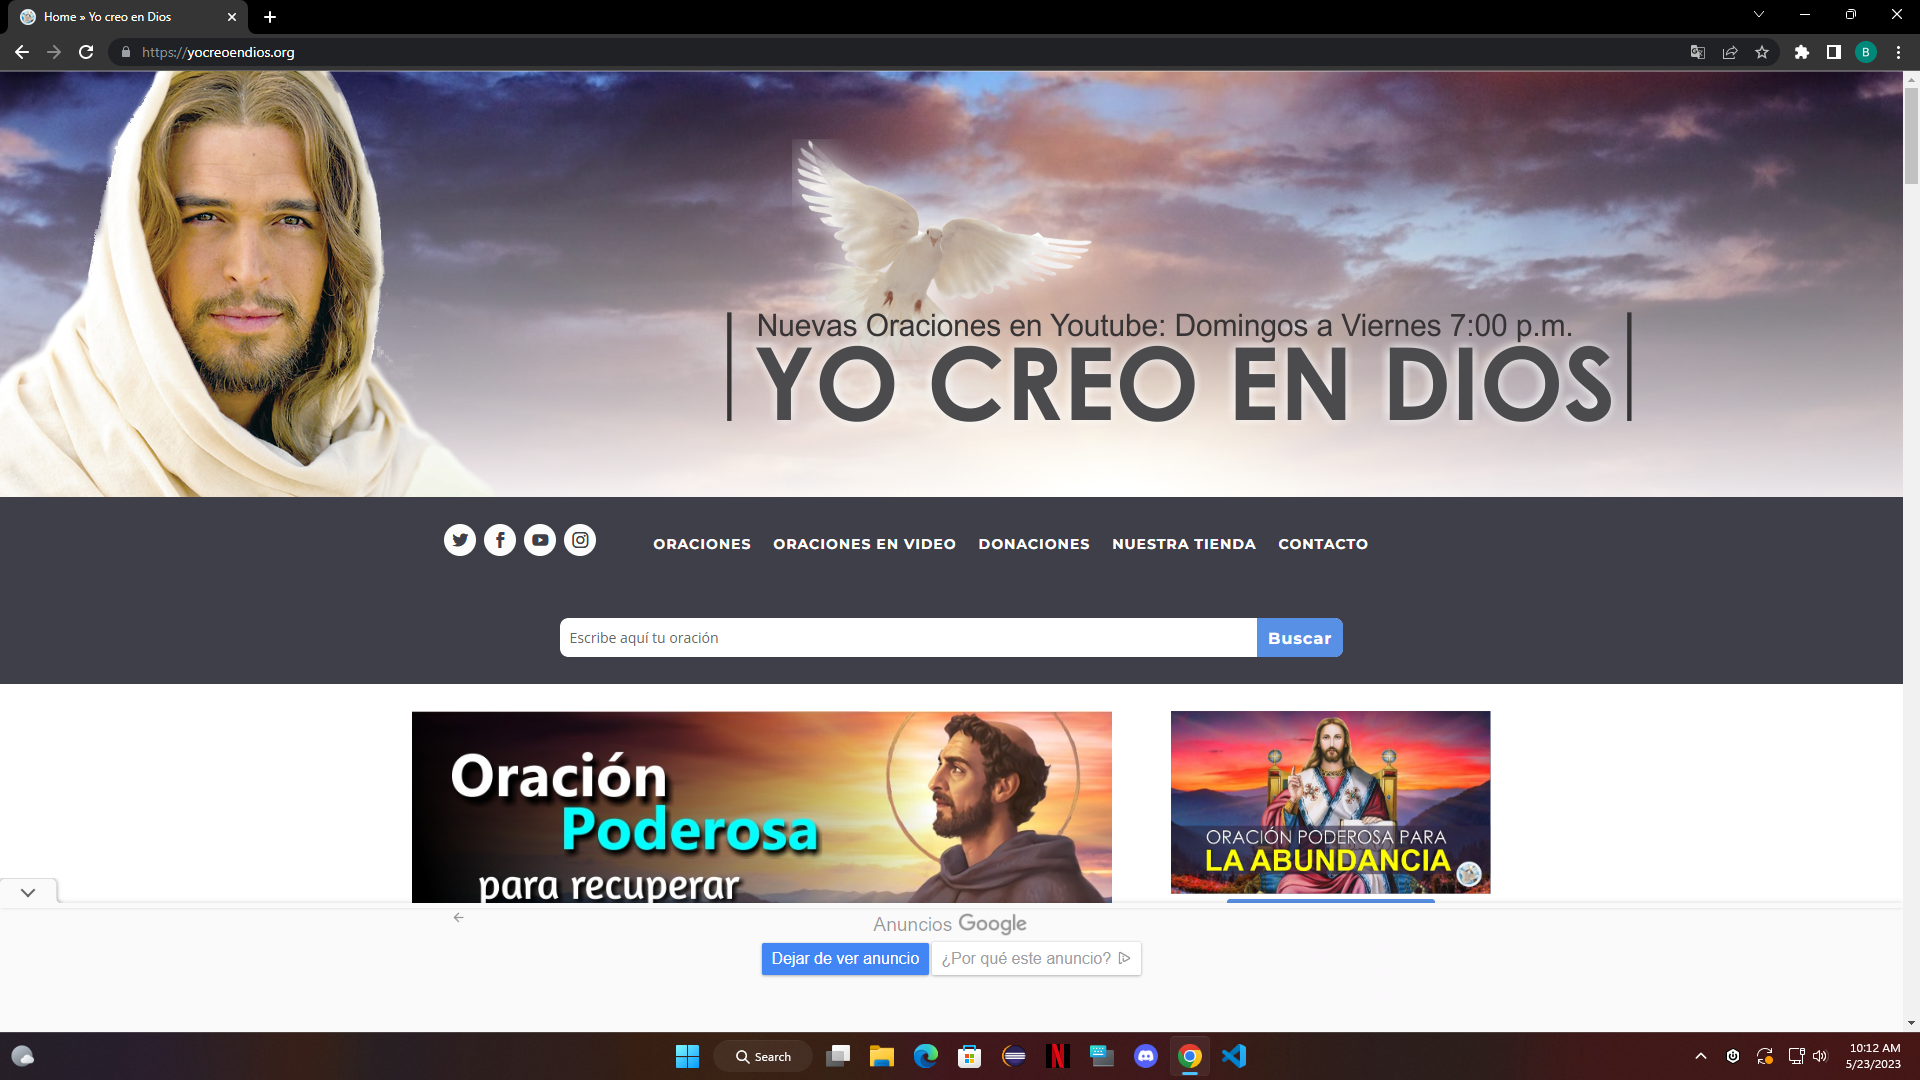 Home » Yo creo en Dios
https://yocreoendios.org
B
Nuevas Oraciones en Youtube: Domingos a Viernes 7:00 p.m.
YO CREO EN DIOS
ORACIONES ORACIONES EN VIDEO DONACIONES NUESTRA TIENDA CONTACTO
Escribe aquí tu oración Buscar
Oración
Poderosa
para recuperar
ORACIÓN PODEROSA PARA
LA ABUNDANCIA
Anuncios Google
Dejar de ver anuncio ¿Por qué este anuncio?
Search
10:12 AM
5/23/2023